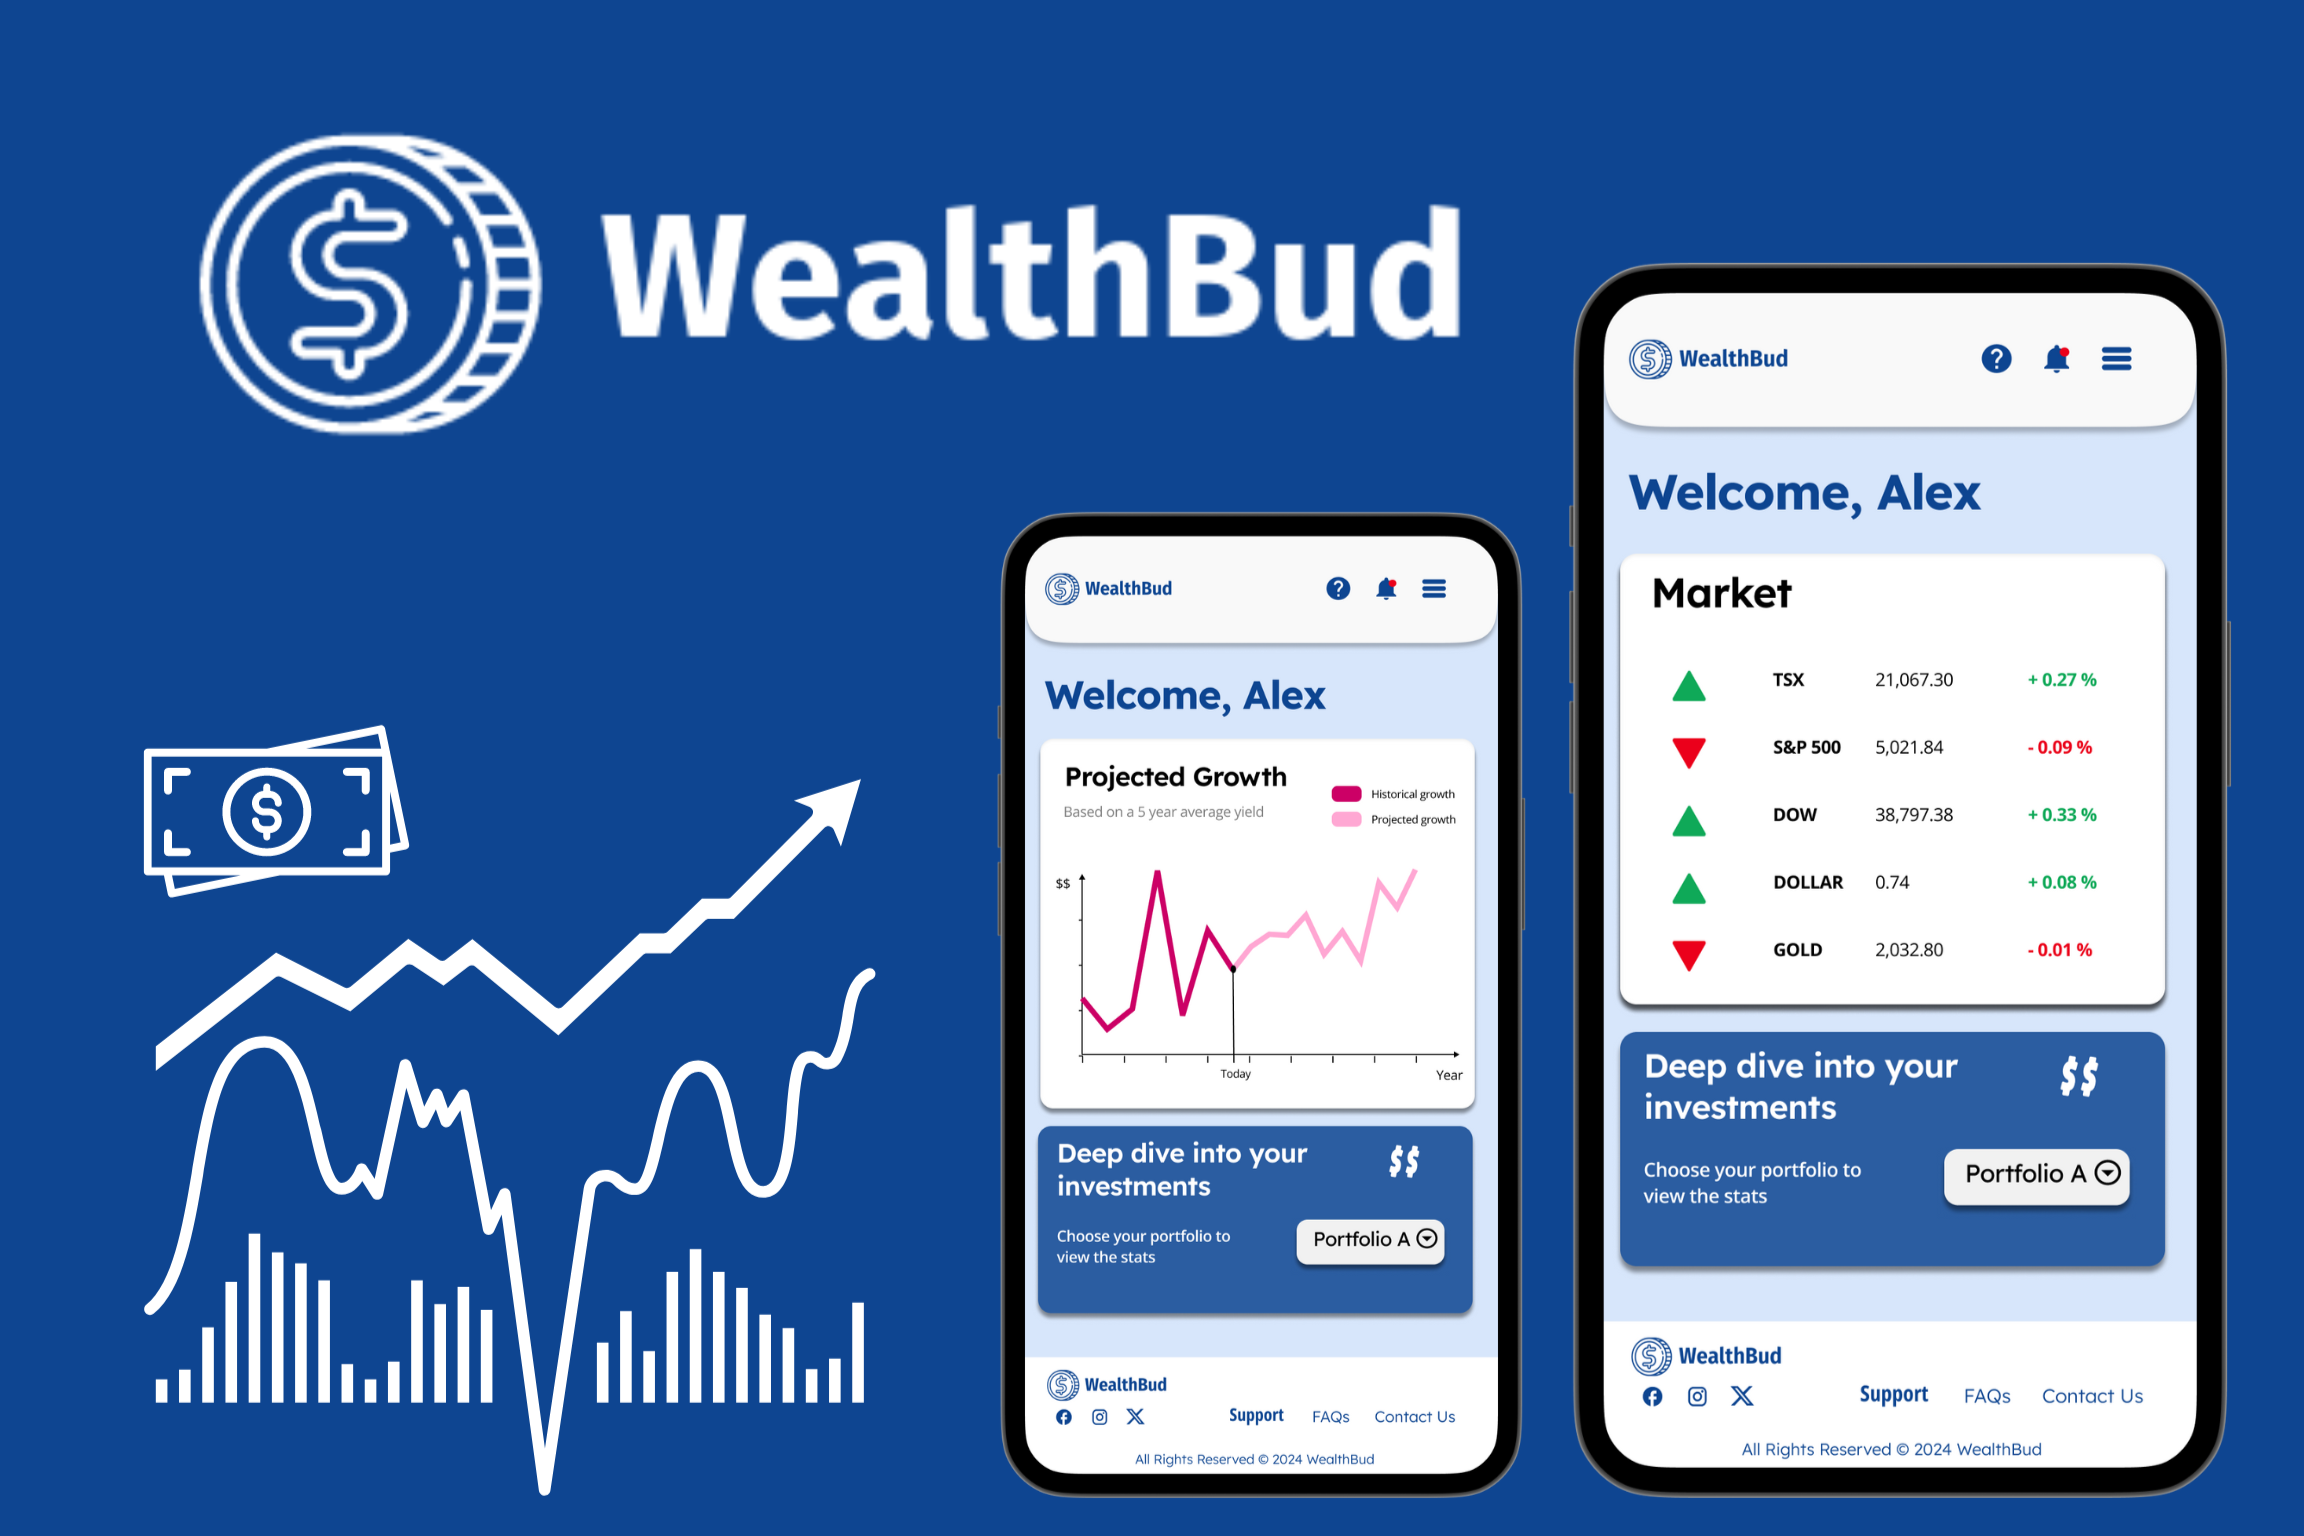 WealthBud
WealthBud
Welcome, Alex
Projected Growth
Based on a 5 year average yield
Historical growth
Projected growth
$$
Today
Year
Deep dive into your
investments
$$
Choose your portfolio to
view the stats
Portfolio A
WealthBud
Support FAQs Contact Us
All Rights Reserved © 2024 WealthBud
WealthBud
Welcome, Alex
Market
TSX 21,067.30 + 0.27 %
S&P 500 5,021.84 - 0.09 %
DOW 38,797.38 + 0.33 %
DOLLAR 0.74 + 0.08 %
GOLD 2,032.80 - 0.01 %
Deep dive into your
investments
$$
Choose your portfolio to
view the stats
Portfolio A
WealthBud
Support FAQs Contact Us
All Rights Reserved © 2024 WealthBud